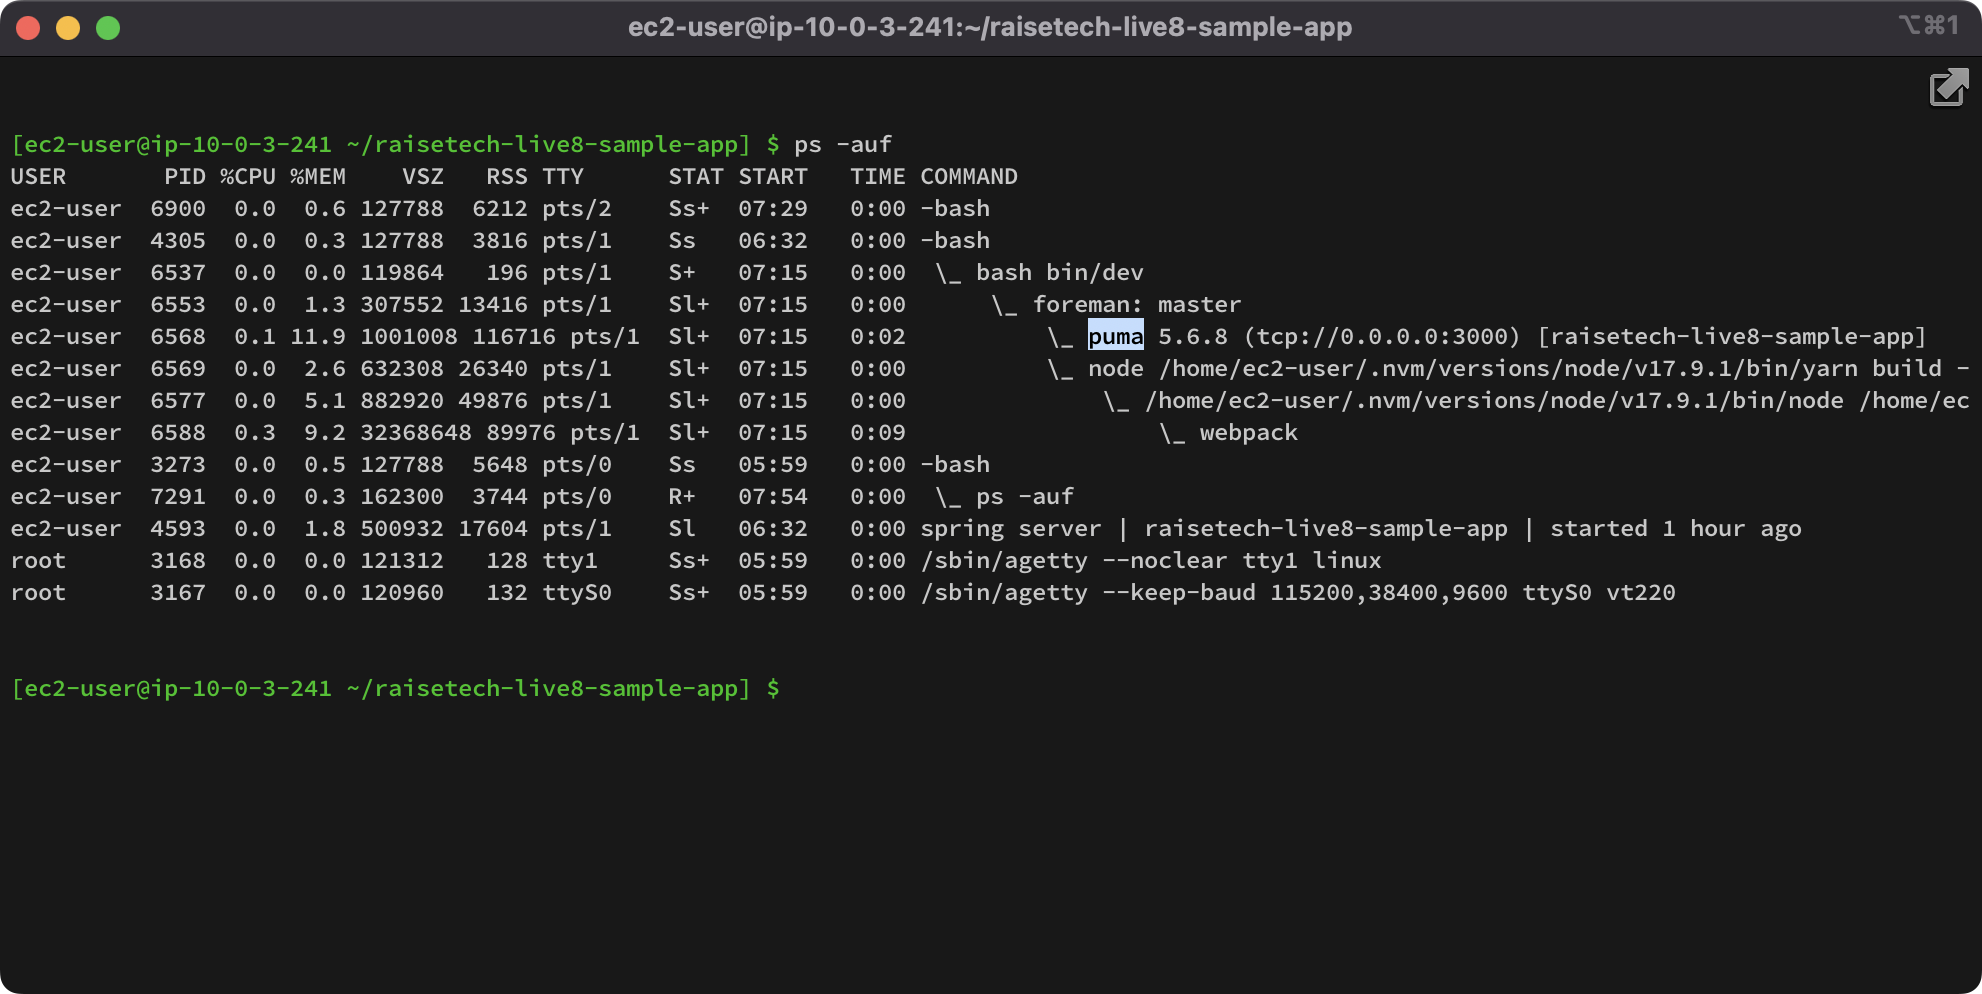 ec2-user@ip-10-0-3-241:~/raisetech-live8-sample-app ⌥⌘1
[ec2-user@ip-10-0-3-241 ~/raisetech-live8-sample-app] $ ps -auf
USER       PID %CPU %MEM    VSZ   RSS TTY      STAT START   TIME COMMAND
ec2-user  6900  0.0  0.6 127788  6212 pts/2    Ss+  07:29   0:00 -bash
ec2-user  4305  0.0  0.3 127788  3816 pts/1    Ss   06:32   0:00 -bash
ec2-user  6537  0.0  0.0 119864   196 pts/1    S+   07:15   0:00  \_ bash bin/dev
ec2-user  6553  0.0  1.3 307552 13416 pts/1    Sl+  07:15   0:00      \_ foreman: master
ec2-user  6568  0.1 11.9 1001008 116716 pts/1  Sl+  07:15   0:02          \_ puma 5.6.8 (tcp://0.0.0.0:3000) [raisetech-live8-sample-app]
ec2-user  6569  0.0  2.6 632308 26340 pts/1    Sl+  07:15   0:00          \_ node /home/ec2-user/.nvm/versions/node/v17.9.1/bin/yarn build -
ec2-user  6577  0.0  5.1 882920 49876 pts/1    Sl+  07:15   0:00              \_ /home/ec2-user/.nvm/versions/node/v17.9.1/bin/node /home/ec
ec2-user  6588  0.3  9.2 32368648 89976 pts/1  Sl+  07:15   0:09                  \_ webpack
ec2-user  3273  0.0  0.5 127788  5648 pts/0    Ss   05:59   0:00 -bash
ec2-user  7291  0.0  0.3 162300  3744 pts/0    R+   07:54   0:00  \_ ps -auf
ec2-user  4593  0.0  1.8 500932 17604 pts/1    Sl   06:32   0:00 spring server | raisetech-live8-sample-app | started 1 hour ago
root      3168  0.0  0.0 121312   128 tty1     Ss+  05:59   0:00 /sbin/agetty --noclear tty1 linux
root      3167  0.0  0.0 120960   132 ttyS0    Ss+  05:59   0:00 /sbin/agetty --keep-baud 115200,38400,9600 ttyS0 vt220
[ec2-user@ip-10-0-3-241 ~/raisetech-live8-sample-app] $